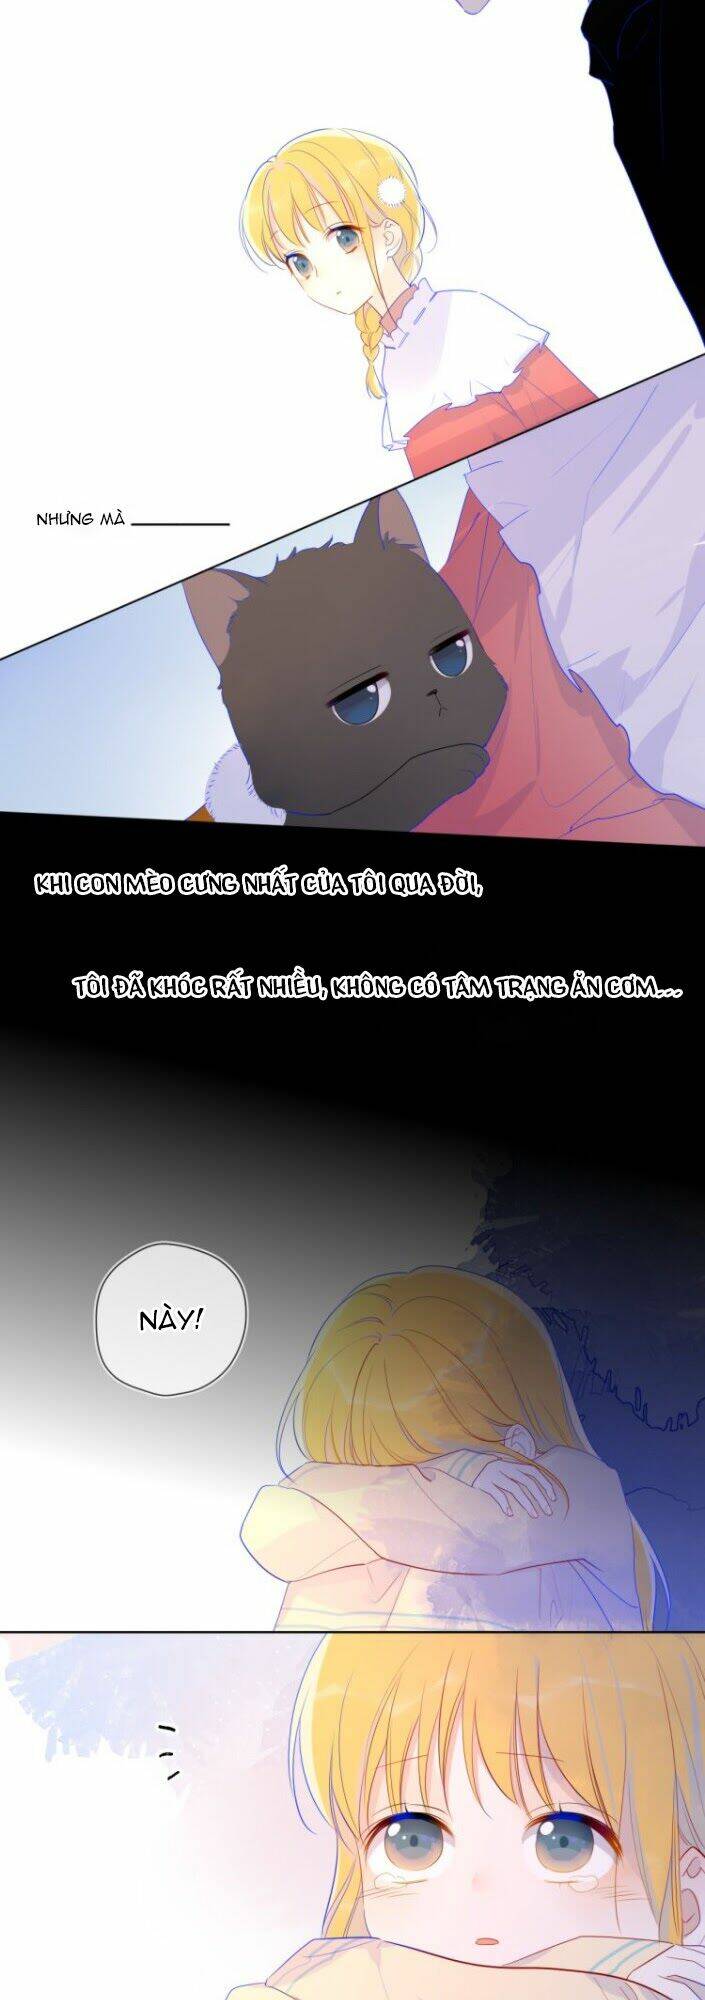 NHƯNG MÀ
KHI CON MÈO CƯNG NHẤT CỦA TÔI QUA ĐỜI,
TÔI ĐÃ KHÓC RẤT NHIỀU, KHÔNG CÓ TÂM TRẠNG ĂN CƠM...
NÀY!